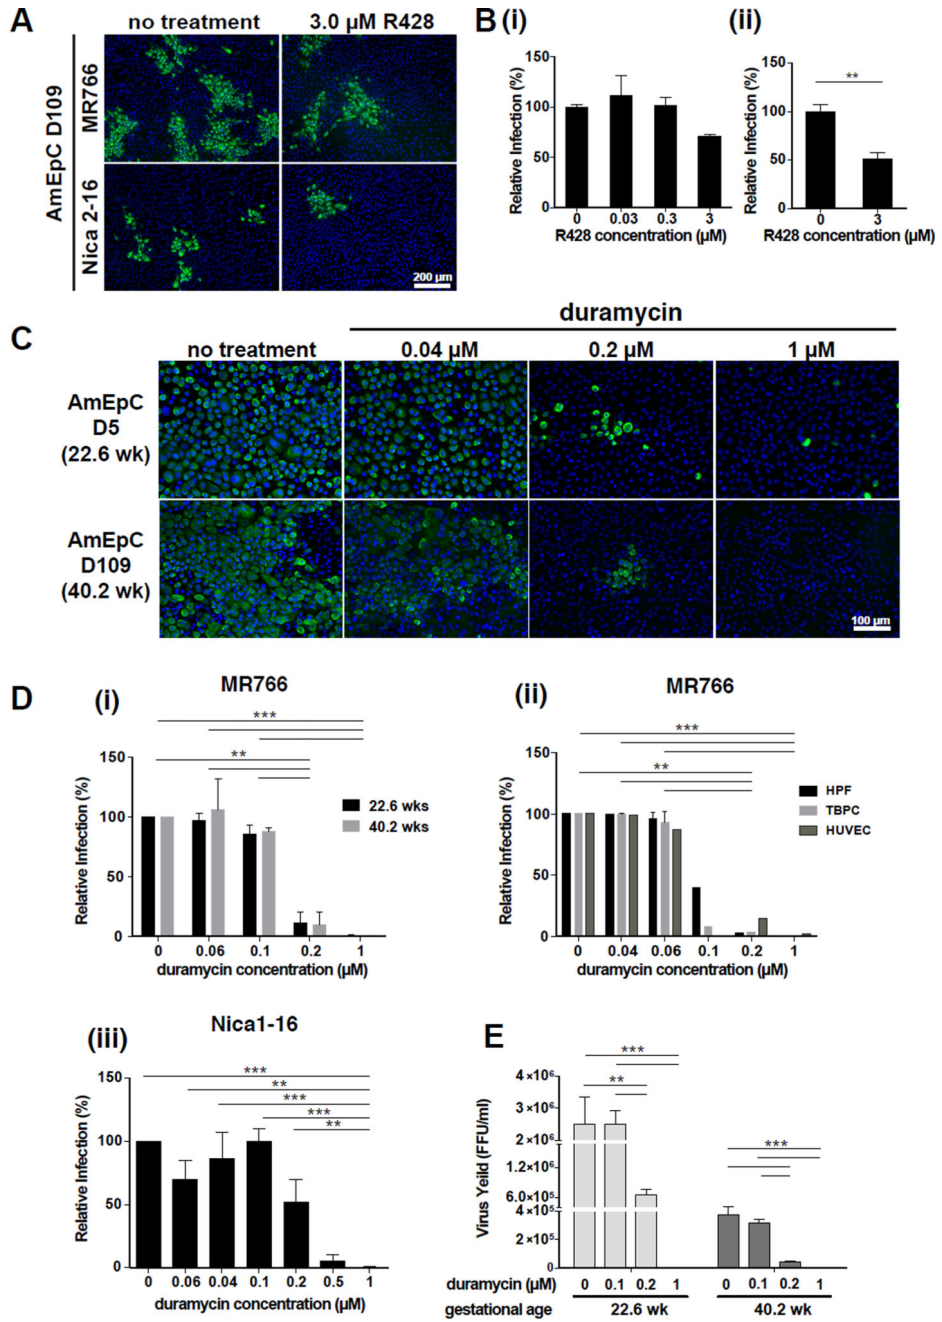 A
no treatment 3.0 µM R428
AmEpC D109
MR766
Nica 2-16
200 µm
B (i)
Relative Infection (%)
150
100
50
0
0 0.03 0.3 3
R428 concentration (µM)
(ii)
Relative Infection (%)
150
100
50
0
**
0 3
R428 concentration (µM)
C
duramycin
no treatment 0.04 µM 0.2 µM 1 µM
AmEpC
D5
(22.6 wk)
AmEpC
D109
(40.2 wk)
100 µm
D
(i)
MR766
***
**
Relative Infection (%)
150
100
50
0
22.6 wks
40.2 wks
0 0.06 0.1 0.2 1
duramycin concentration (µM)
(ii)
MR766
***
**
Relative Infection (%)
150
100
50
0
HPF
TBPC
HUVEC
0 0.04 0.06 0.1 0.2 1
duramycin concentration (µM)
(iii)
Nica1-16
***
**
***
***
**
Relative Infection (%)
150
100
50
0
0 0.06 0.04 0.1 0.2 0.5 1
duramycin concentration (µM)
E
Virus Yeild (FFU/ml)
4×10⁶
3×10⁶
2×10⁶
1.2×10⁶
6.0×10⁵
4×10⁵
2×10⁵
0
***
**
***
duramycin (µM) 0 0.1 0.2 1 0 0.1 0.2 1
gestational age 22.6 wk 40.2 wk